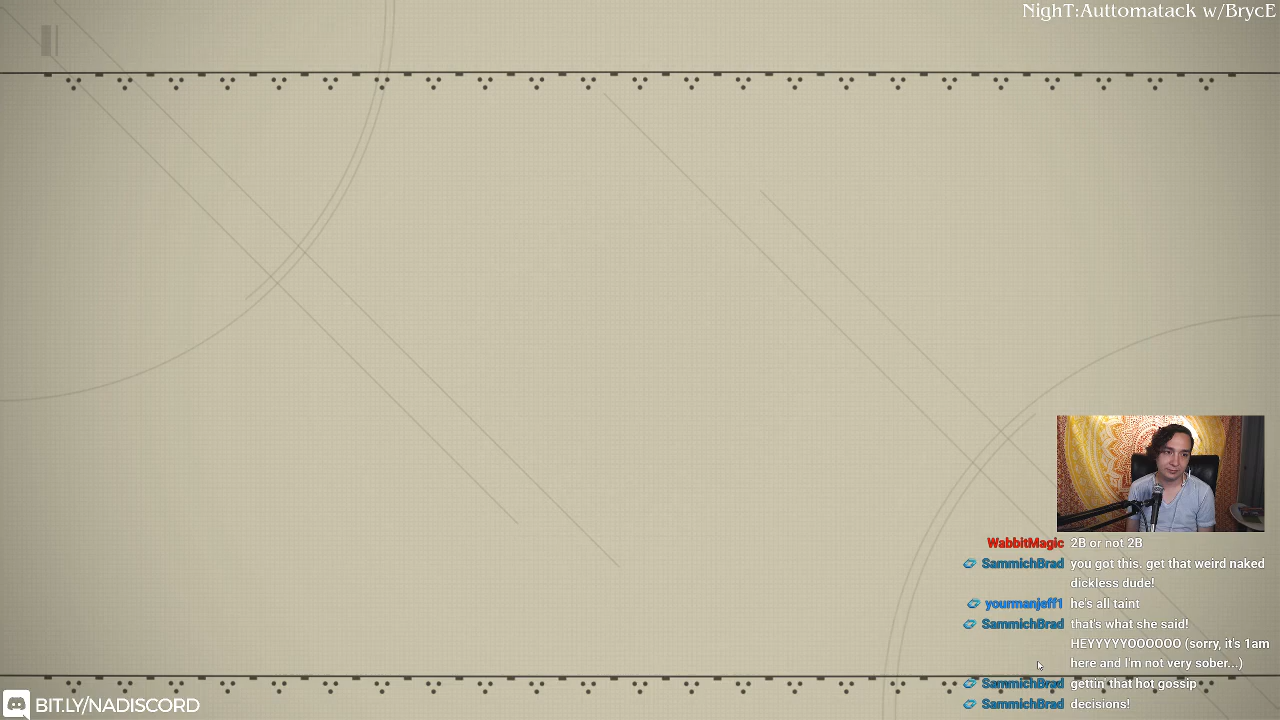 NighT:Auttomatack w/BrycE
WabbitMagic 2B or not 2B
SammichBrad you got this. get that weird naked
dickless dude!
yourmanjeff1 he's all taint
SammichBrad that's what she said!
HEYYYYYOOOOOO (sorry, it's 1am
here and I'm not very sober...)
SammichBrad gettin that hot gossip
SammichBrad decisions!
BIT.LY/NADISCORD